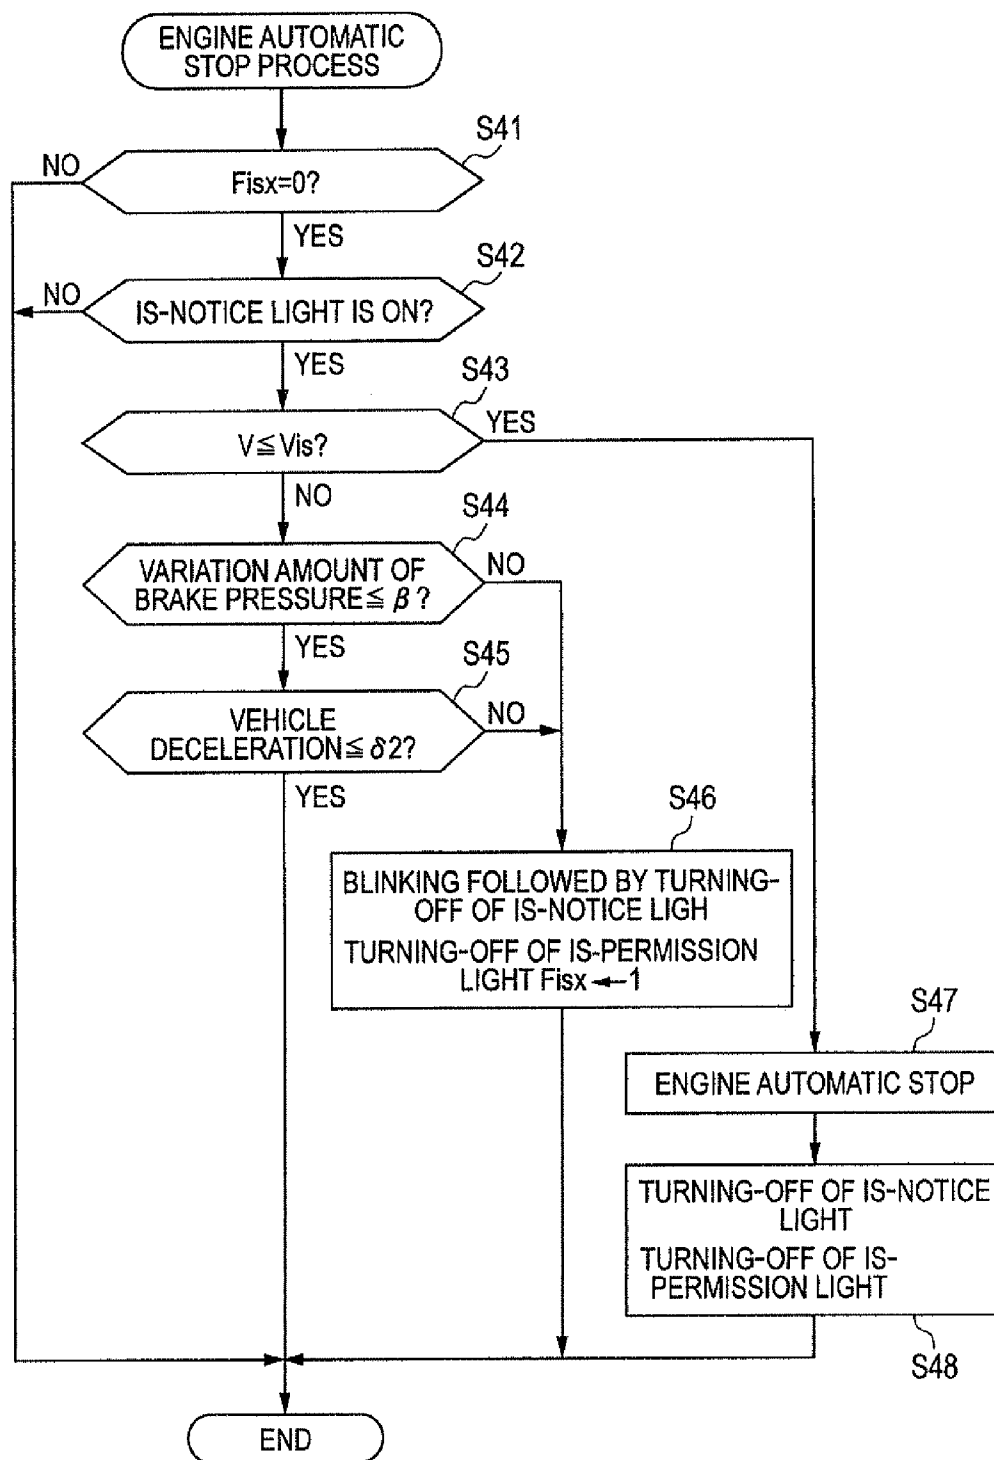 ENGINE AUTOMATIC
STOP PROCESS
S41
NO
Fisx=0?
YES
S42
NO
IS-NOTICE LIGHT IS ON?
YES
S43
YES
V≦Vis?
NO
S44
VARIATION AMOUNT OF
BRAKE PRESSURE≦ β ?
NO
YES
S45
VEHICLE
DECELERATION≦ δ2?
NO
YES
S46
BLINKING FOLLOWED BY TURNING-
OFF OF IS-NOTICE LIGH
TURNING-OFF OF IS-PERMISSION
LIGHT Fisx ←1
S47
ENGINE AUTOMATIC STOP
TURNING-OFF OF IS-NOTICE
LIGHT
TURNING-OFF OF IS-
PERMISSION LIGHT
S48
END